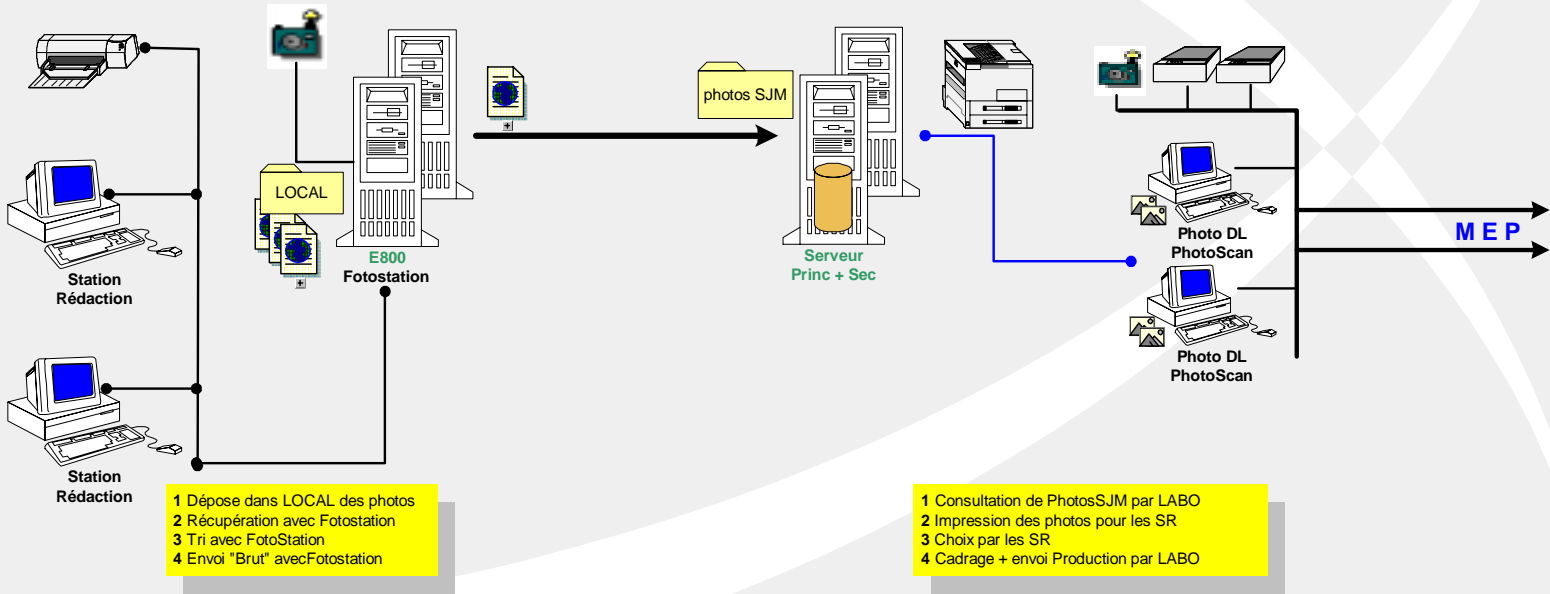 LOCAL
E800
Fotostation
photos SJM
Serveur
Princ + Sec
Station
Rédaction
Station
Rédaction
Photo DL
PhotoScan
Photo DL
PhotoScan
M E P
1 Dépose dans LOCAL des photos
2 Récupération avec Fotostation
3 Tri avec FotoStation
4 Envoi "Brut" avecFotostation
1 Consultation de PhotosSJM par LABO
2 Impression des photos pour les SR
3 Choix par les SR
4 Cadrage + envoi Production par LABO